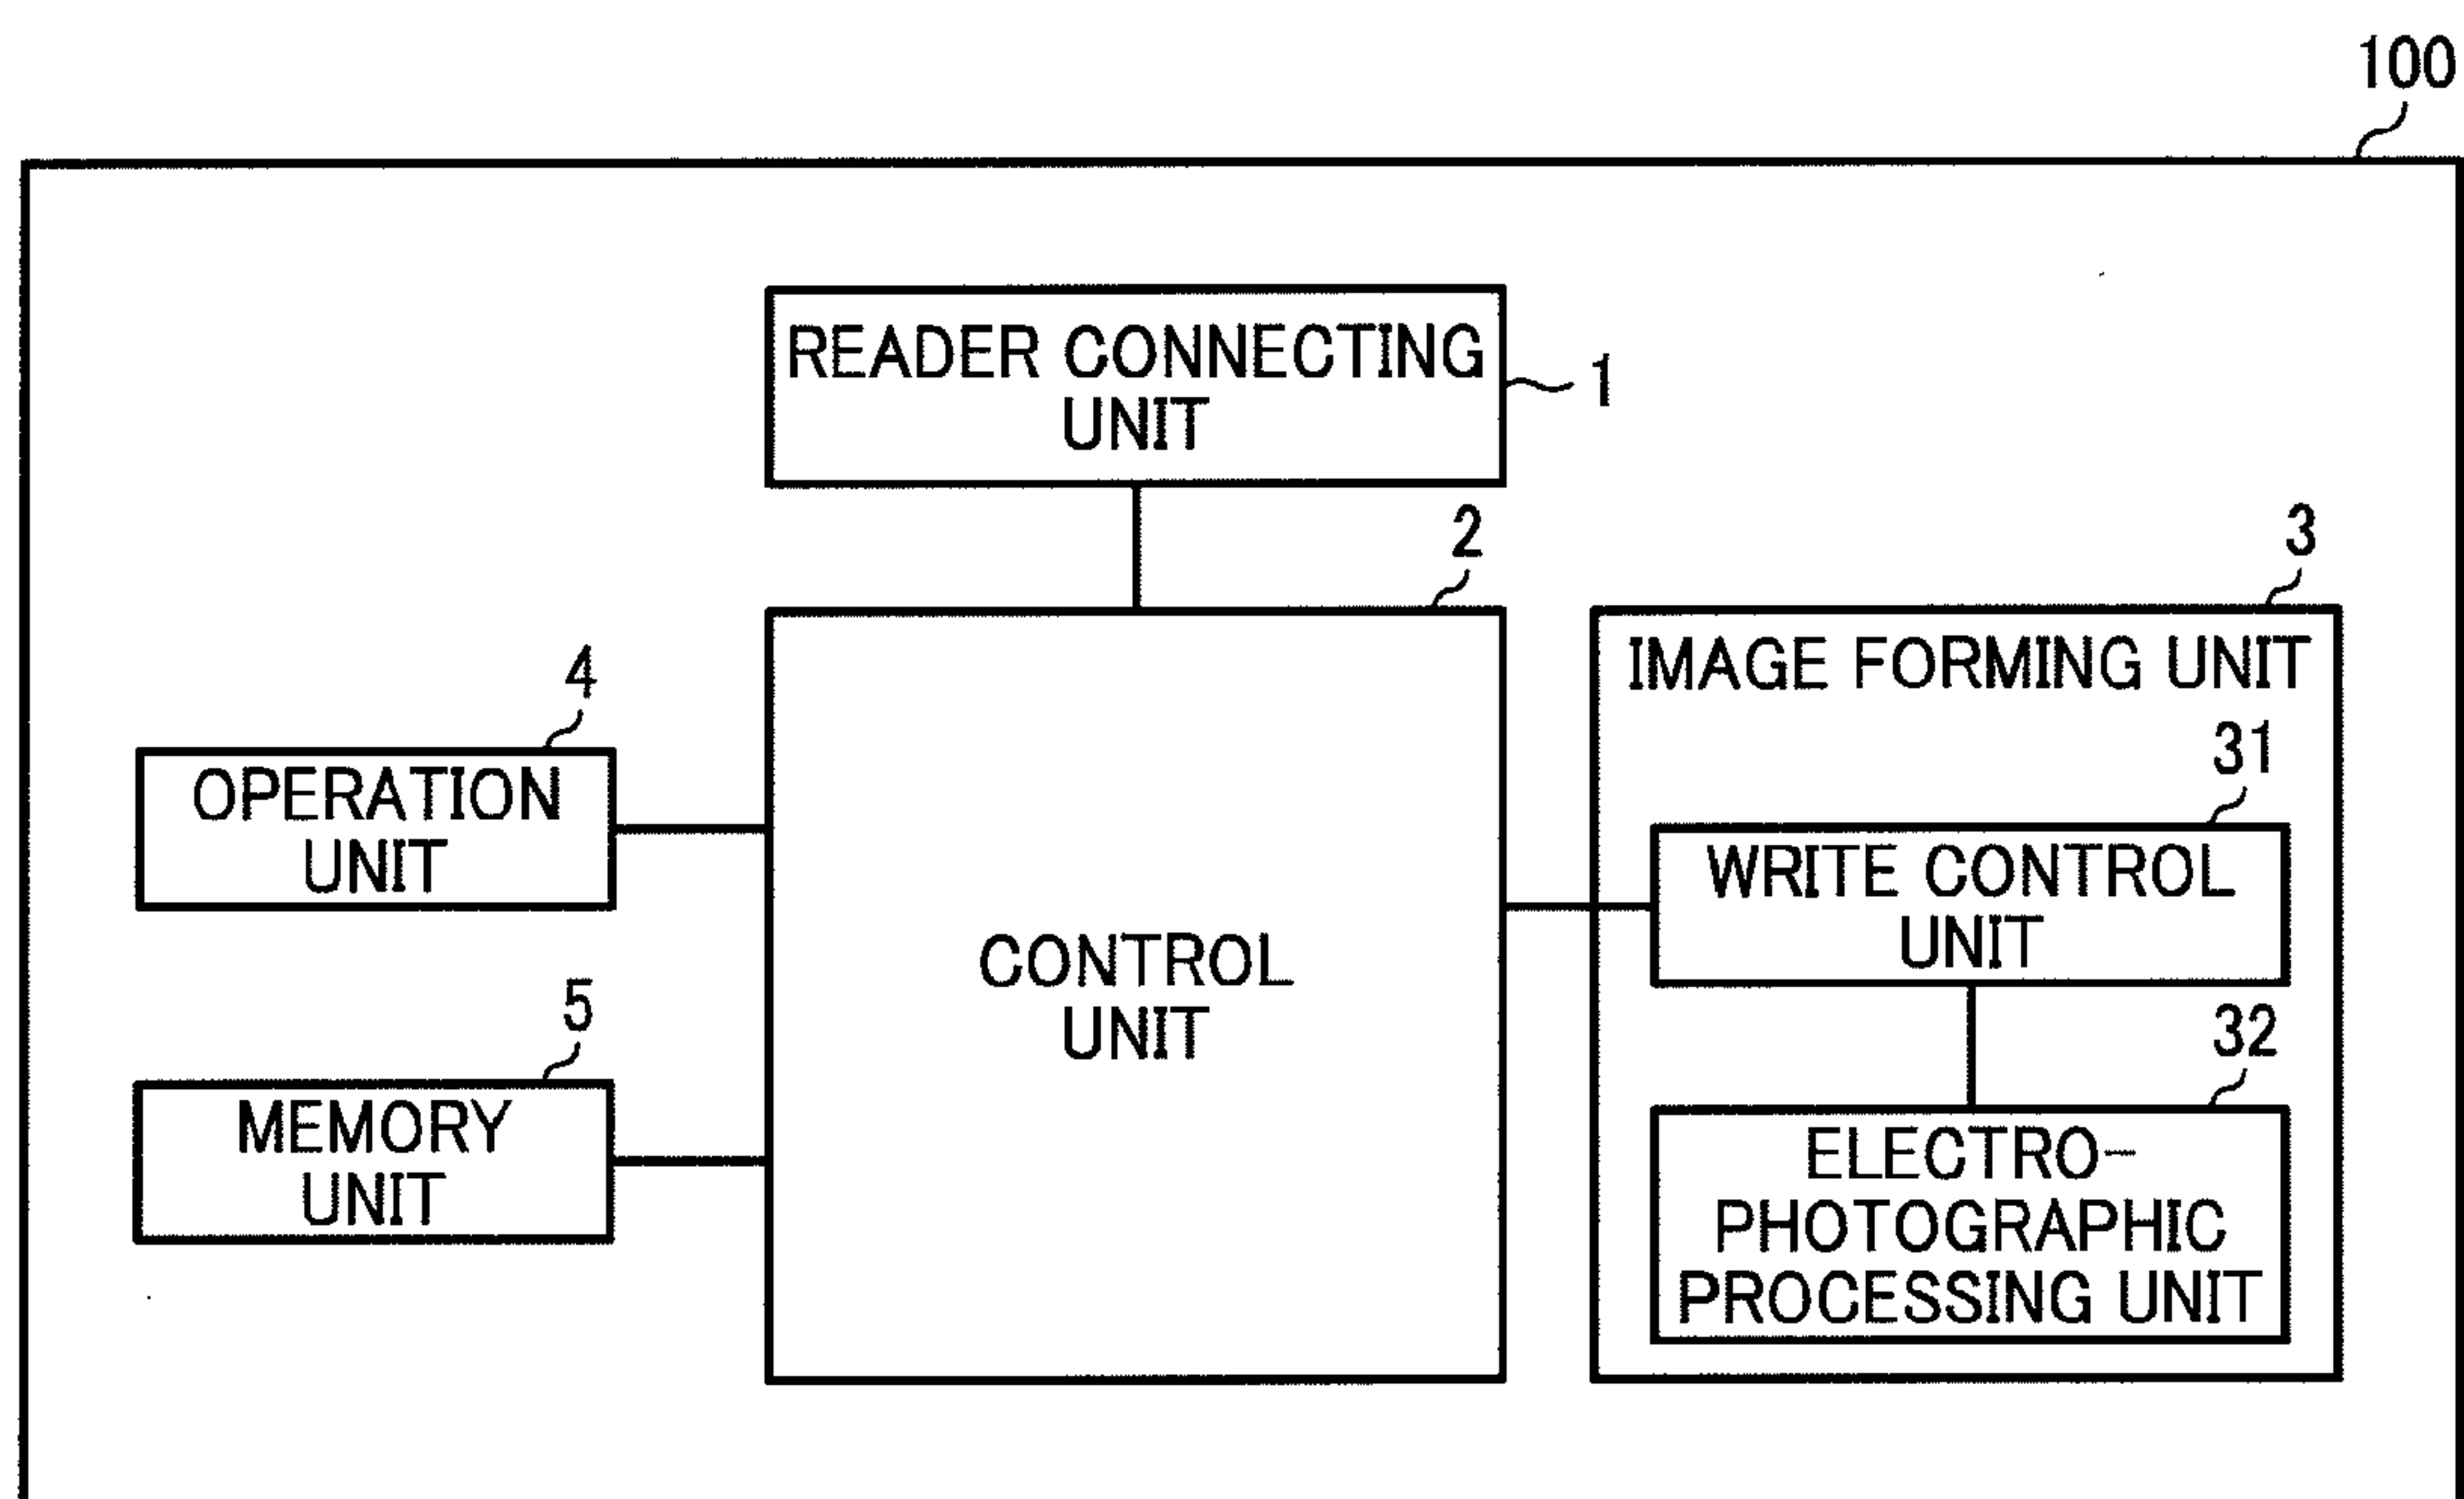 100
READER CONNECTING
UNIT
1
2
3
IMAGE FORMING UNIT
4
OPERATION
UNIT
31
WRITE CONTROL
UNIT
CONTROL
UNIT
5
MEMORY
UNIT
32
ELECTRO-
PHOTOGRAPHIC
PROCESSING UNIT